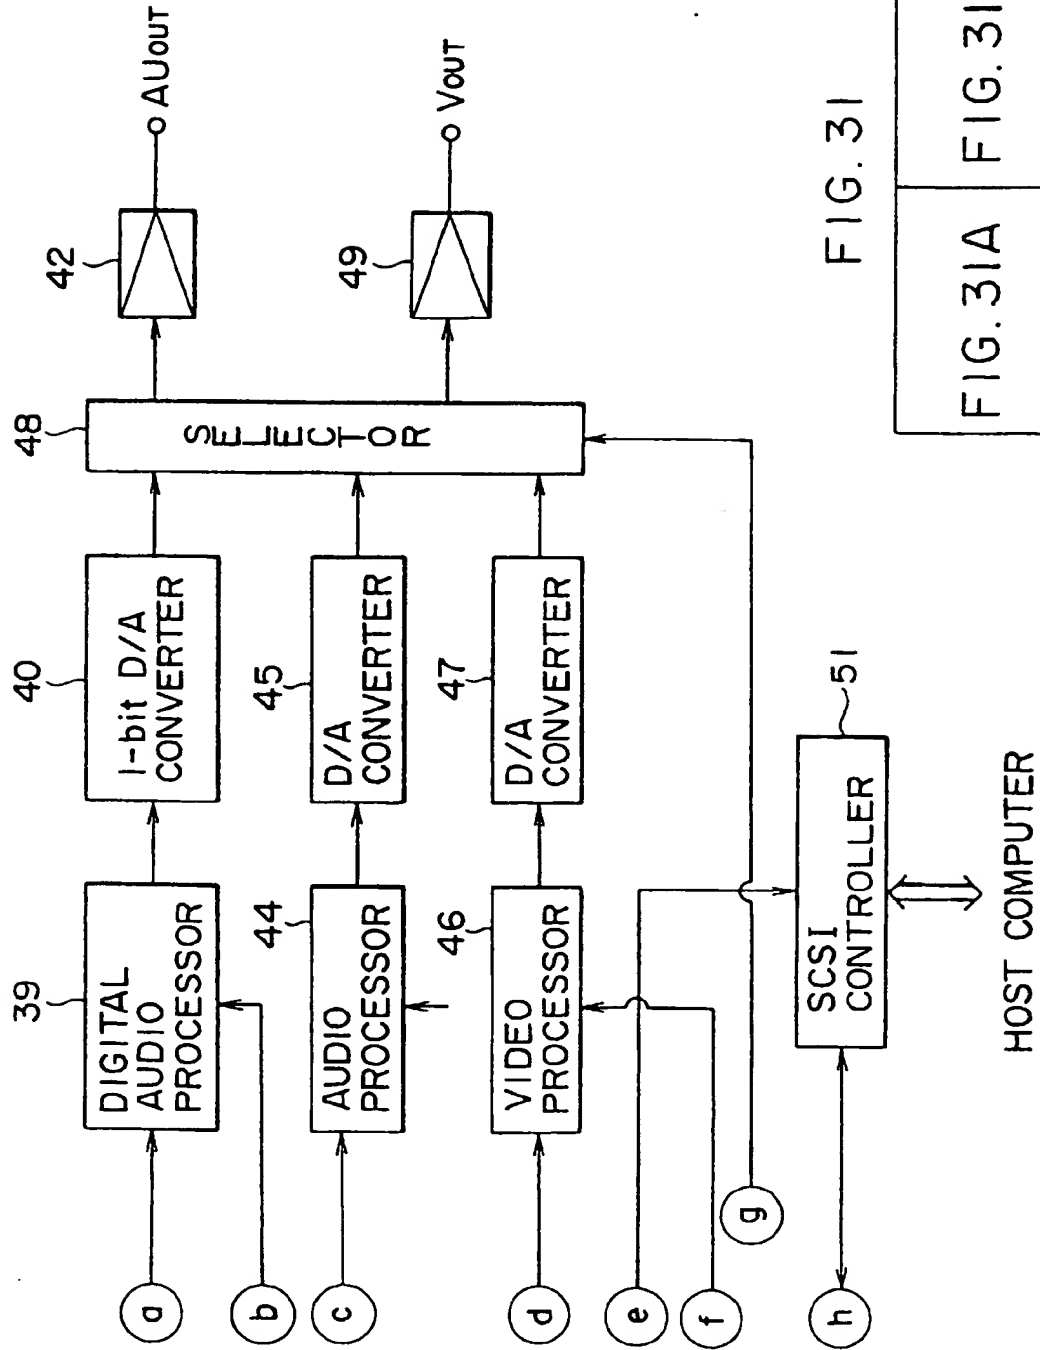 39
DIGITAL
AUDIO
PROCESSOR
40
1-bit D/A
CONVERTER
48
SELECTOR
42
AUOUT
44
AUDIO
PROCESSOR
45
D/A
CONVERTER
46
VIDEO
PROCESSOR
47
D/A
CONVERTER
49
VOUT
a
b
c
d
e
f
g
h
SCSI
CONTROLLER
51
HOST COMPUTER
FIG. 31
FIG. 31A
FIG. 31